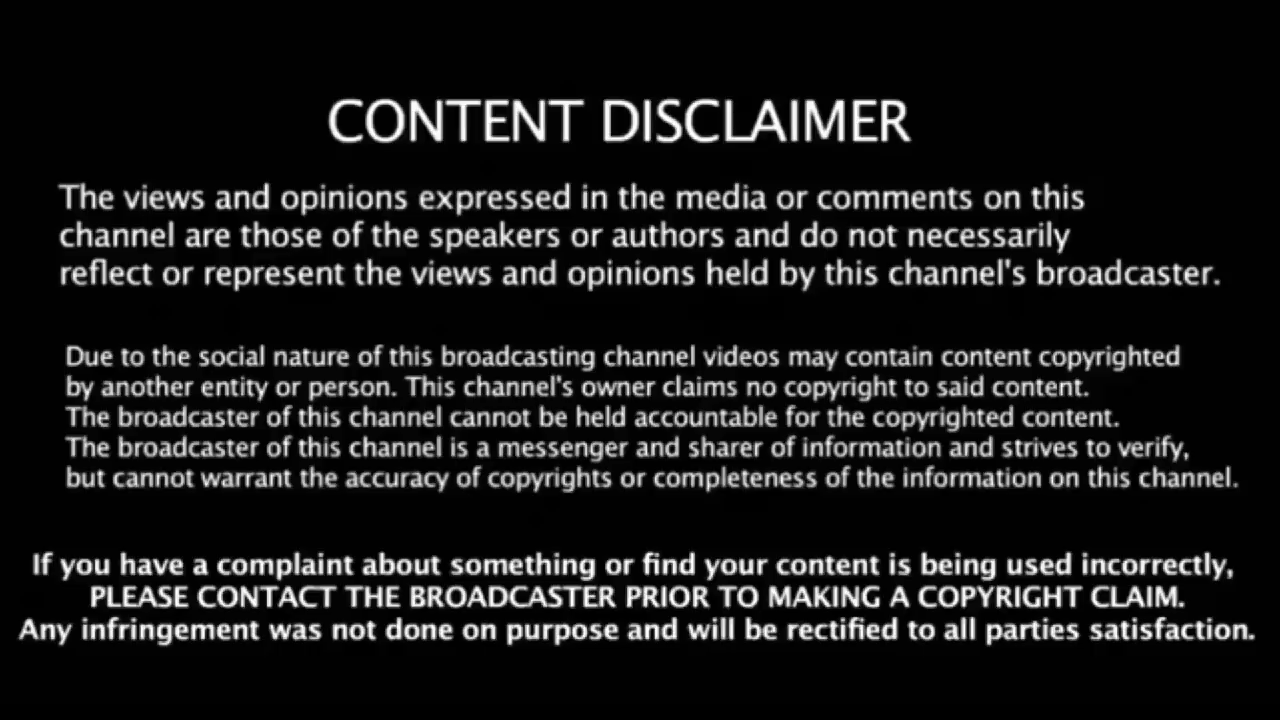 CONTENT DISCLAIMER
The views and opinions expressed in the media or comments on this
channel are those of the speakers or authors and do not necessarily
reflect or represent the views and opinions held by this channel's broadcaster.
Due to the social nature of this broadcasting channel videos may contain content copyrighted
by another entity or person. This channel's owner claims no copyright to said content.
The broadcaster of this channel cannot be held accountable for the copyrighted content.
The broadcaster of this channel is a messenger and sharer of information and strives to verify,
but cannot warrant the accuracy of copyrights or completeness of the information on this channel.
If you have a complaint about something or find your content is being used incorrectly,
PLEASE CONTACT THE BROADCASTER PRIOR TO MAKING A COPYRIGHT CLAIM.
Any infringement was not done on purpose and will be rectified to all parties satisfaction.